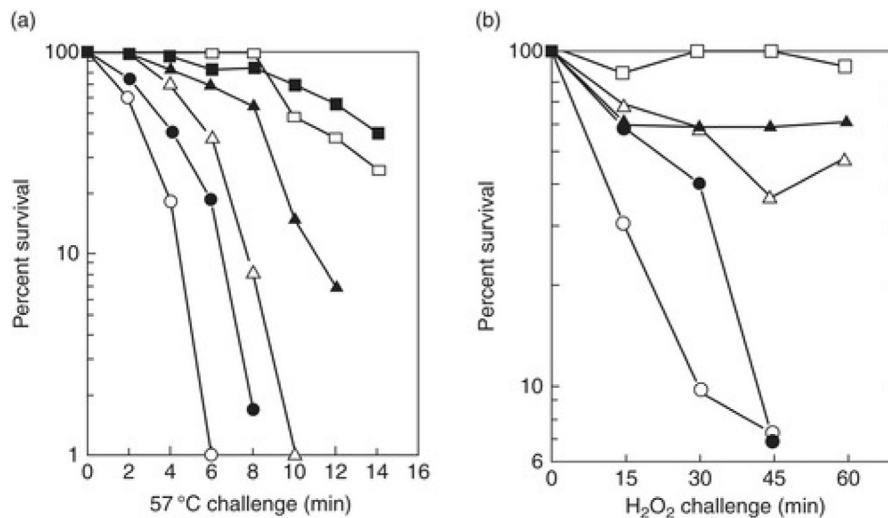 (a)
100
10
1
Percent survival
0 2 4 6 8 10 12 14 16
57 °C challenge (min)
(b)
100
10
6
Percent survival
0 15 30 45 60
H₂O₂ challenge (min)